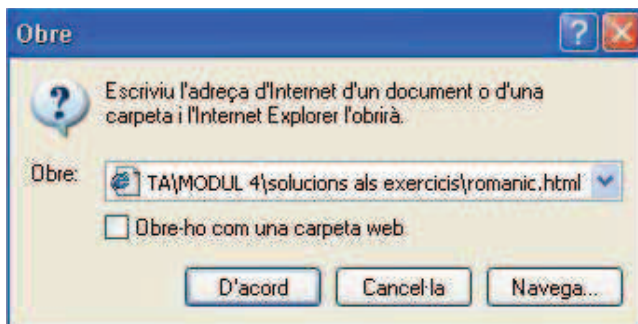 Obre
Escriviu l'adreça d'Internet d'un document o d'una
carpeta i l'Internet Explorer l'obrirà.
Obre:
TA\MODUL 4\solucions als exercicis\romanic.html
Obre-ho com una carpeta web
D'acord
Cancel·la
Navega...